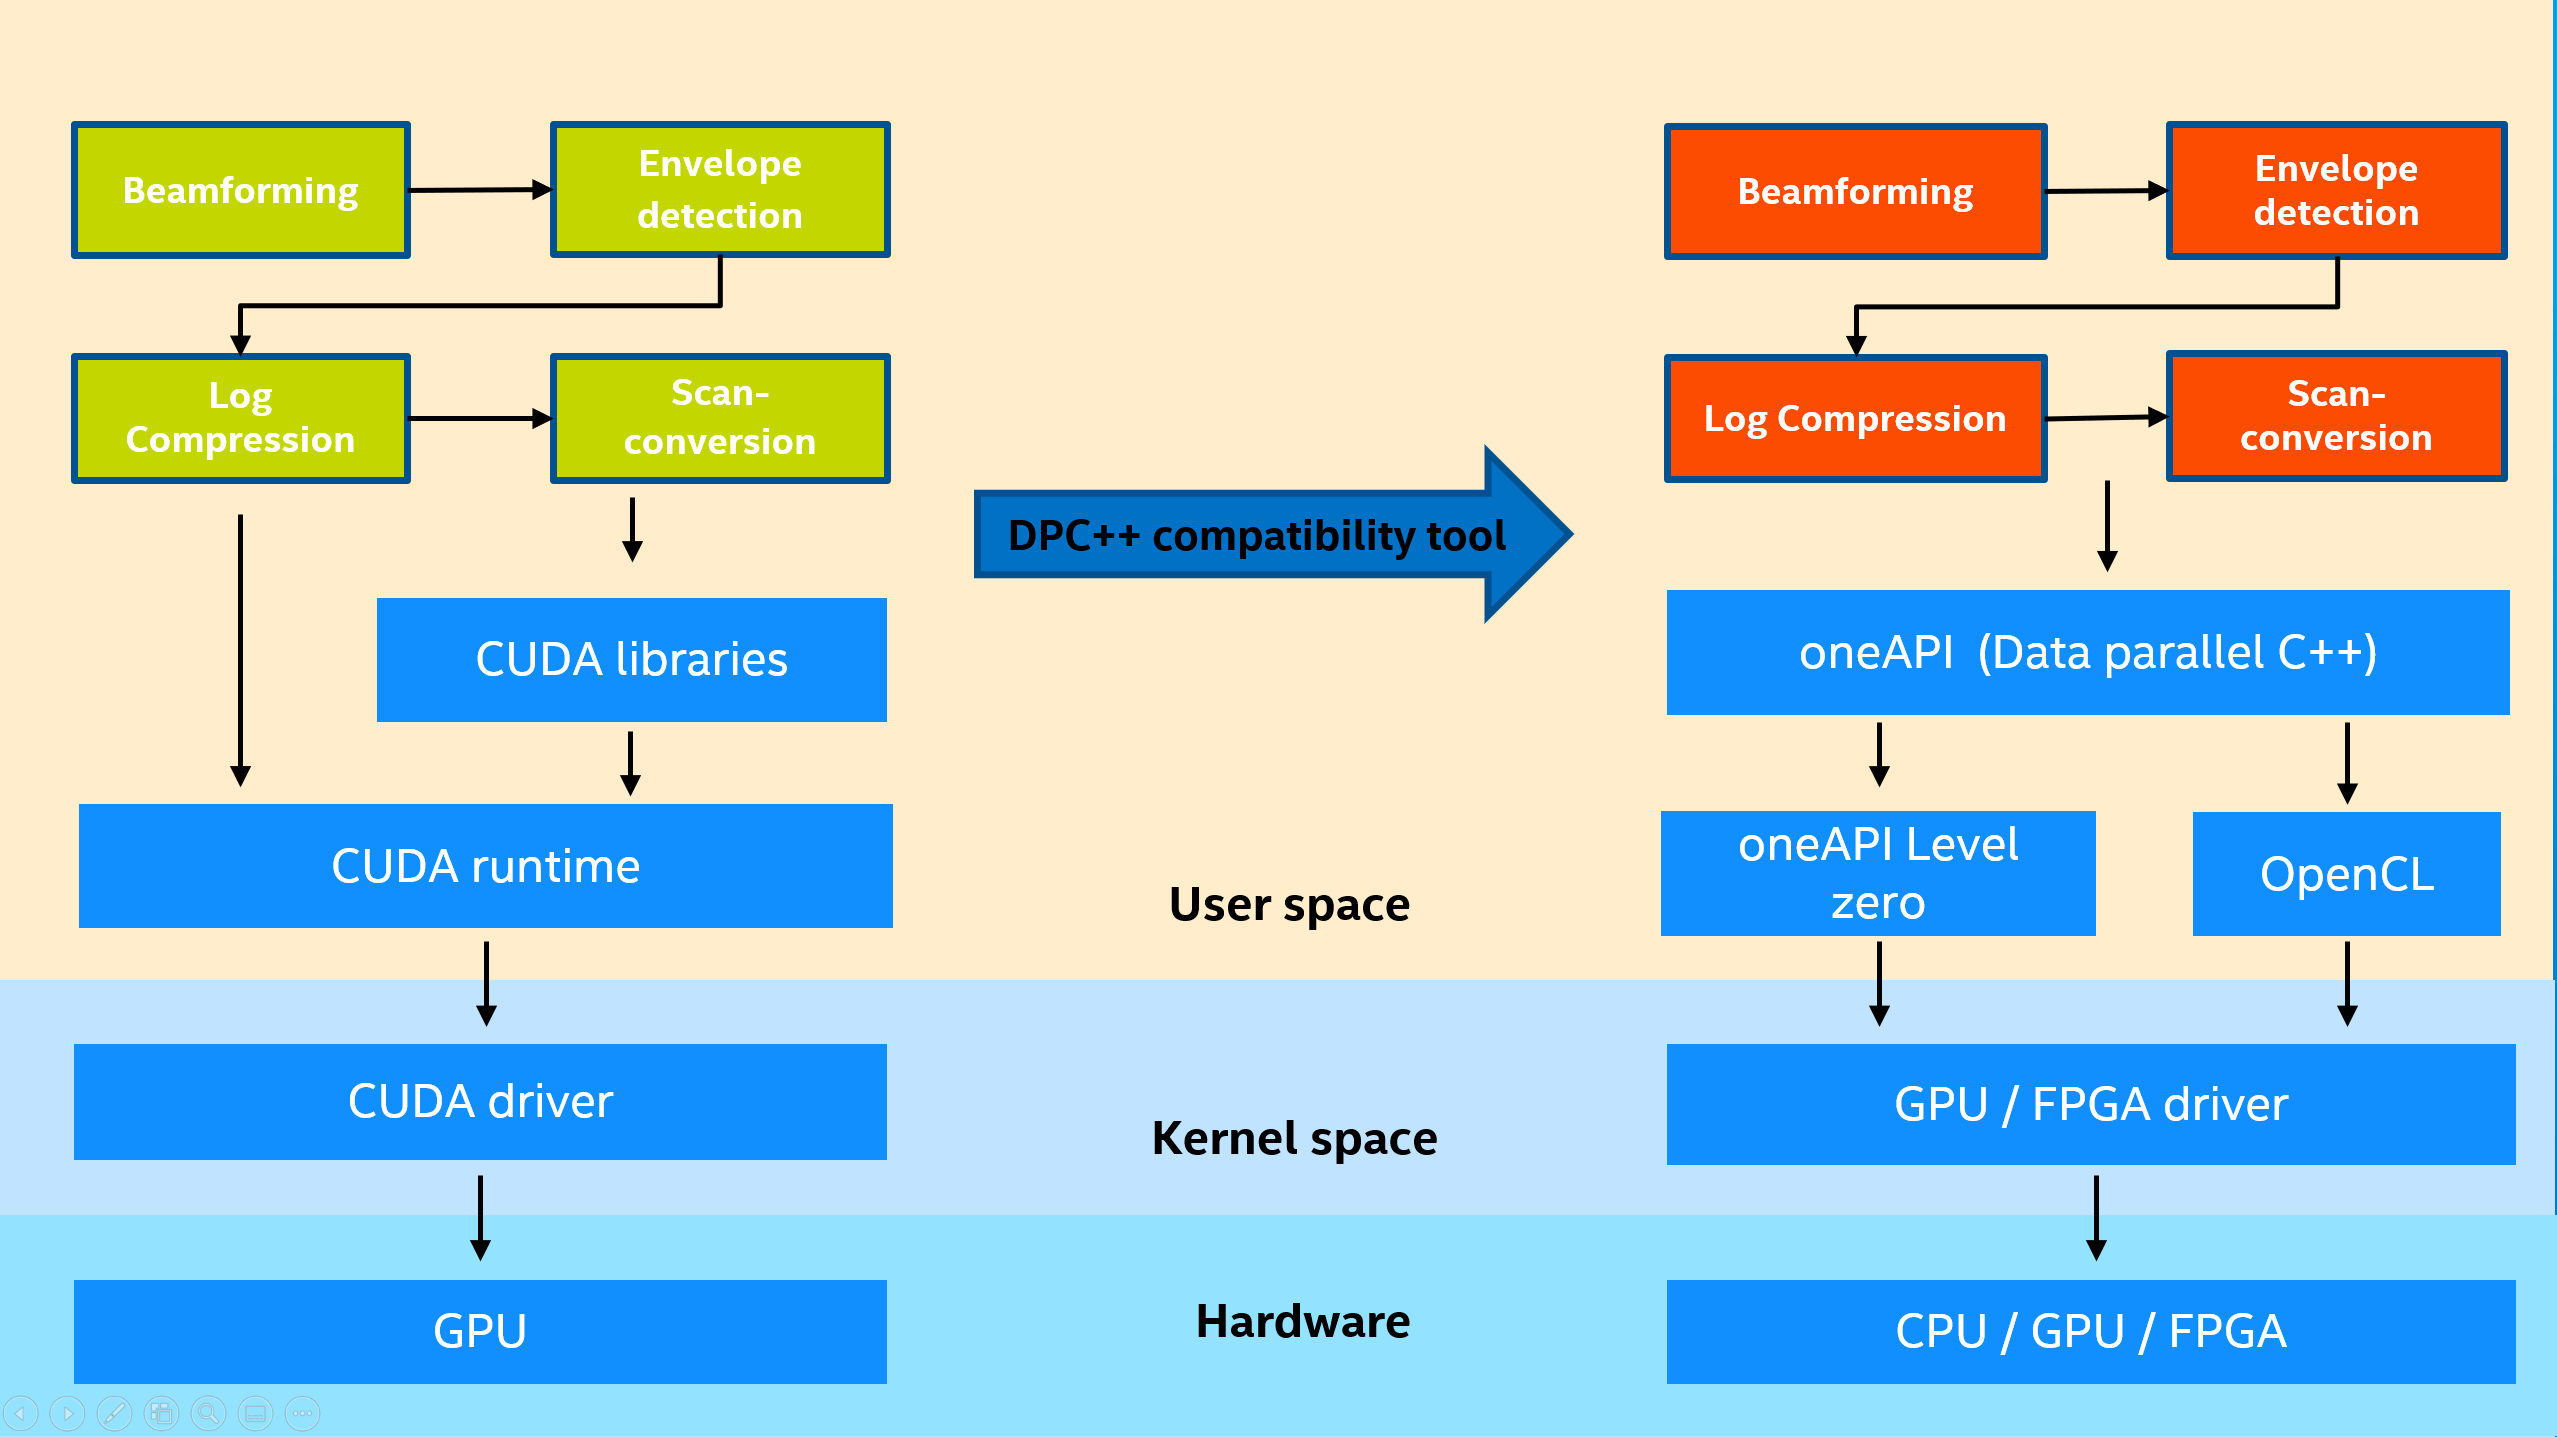 Beamforming
Envelope
detection
Log
Compression
Scan-
conversion
CUDA libraries
CUDA runtime
CUDA driver
GPU
DPC++ compatibility tool
User space
Kernel space
Hardware
Beamforming
Envelope
detection
Log Compression
Scan-
conversion
oneAPI (Data parallel C++)
oneAPI Level
zero
OpenCL
GPU / FPGA driver
CPU / GPU / FPGA